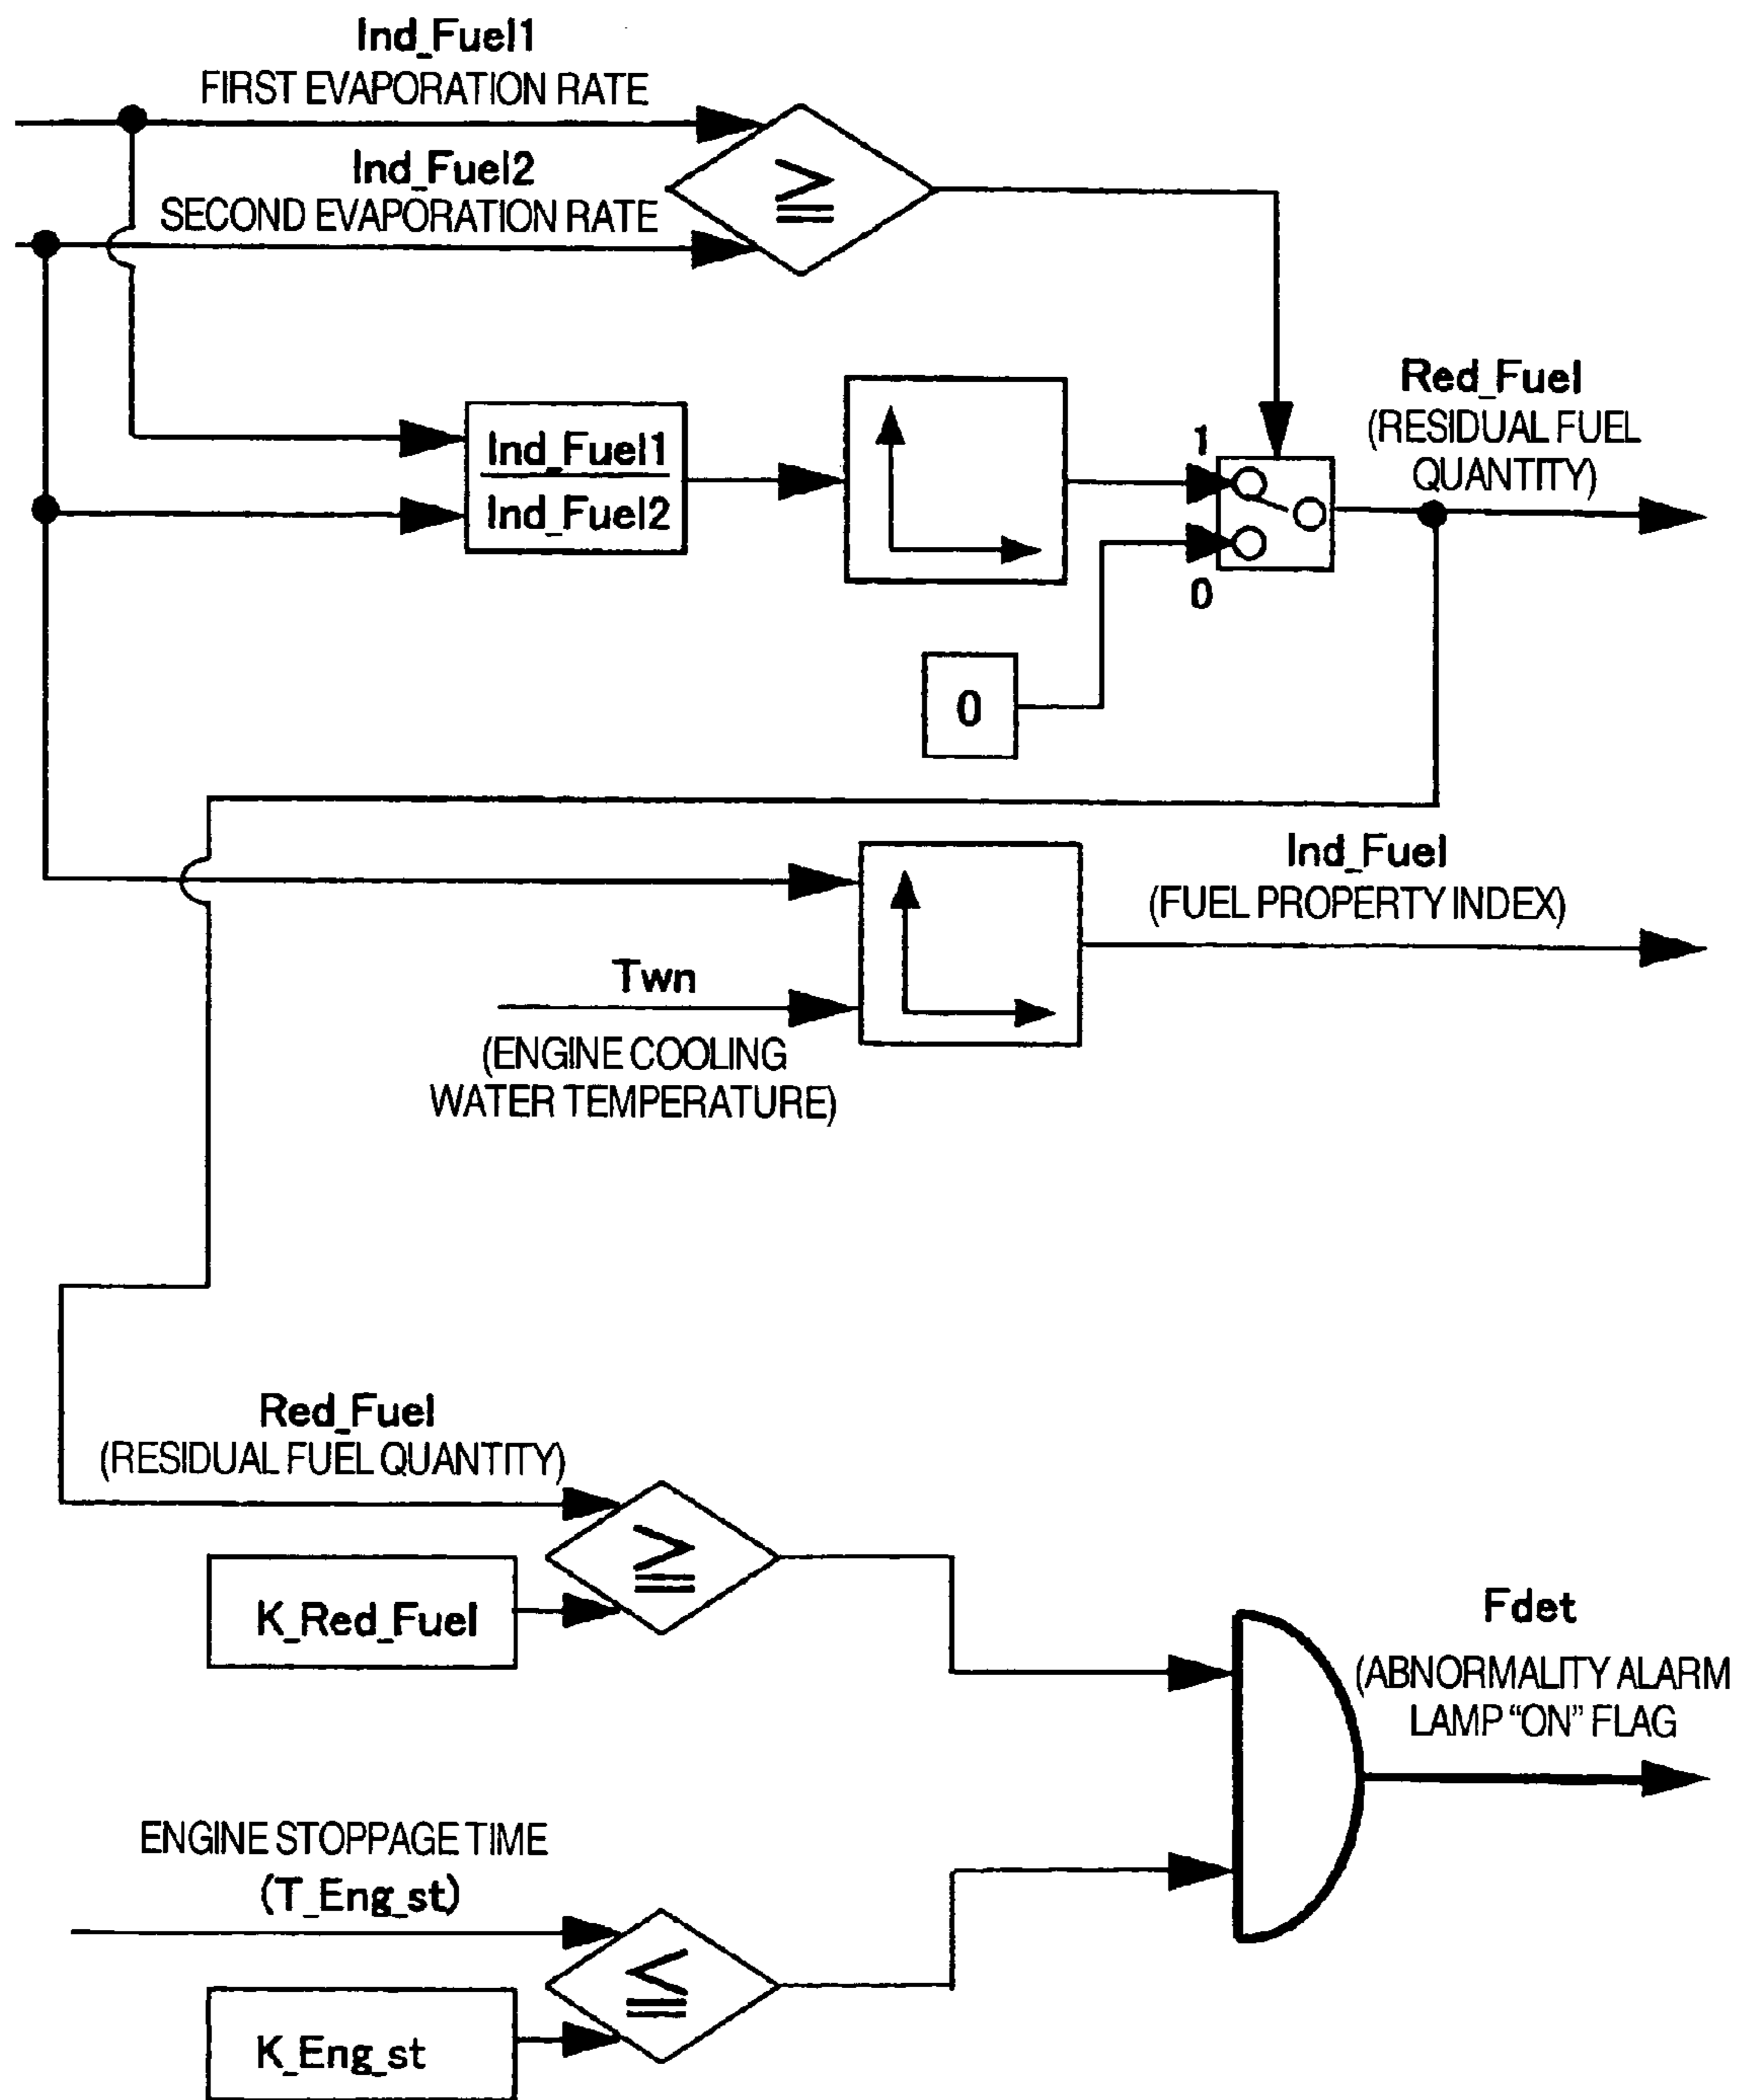 Ind_Fuel1
FIRST EVAPORATION RATE
Ind_Fuel2
SECOND EVAPORATION RATE
≧
Ind_Fuel1
Ind_Fuel2
1
0
Red_Fuel
(RESIDUAL FUEL
QUANTITY)
0
Ind_Fuel
(FUEL PROPERTY INDEX)
Twn
(ENGINE COOLING
WATER TEMPERATURE)
Red_Fuel
(RESIDUAL FUEL QUANTITY)
≧
K_Red_Fuel
Fdet
(ABNORMALITY ALARM
LAMP “ON” FLAG
ENGINE STOPPAGE TIME
(T_Eng_st)
≦
K_Eng_st